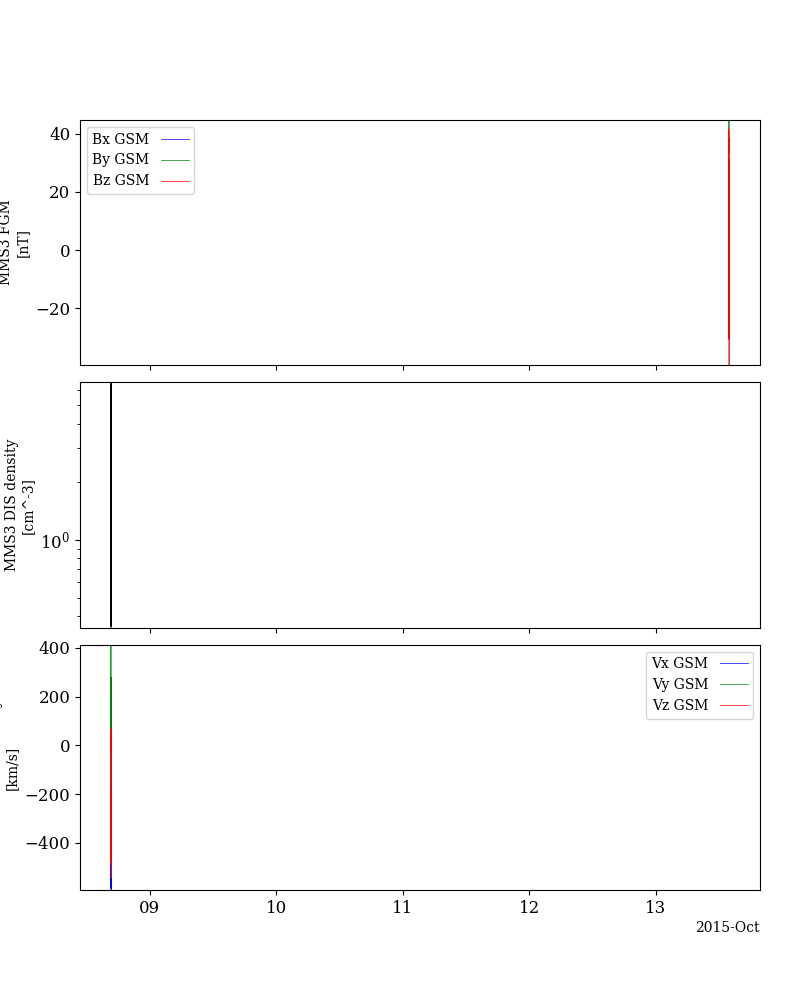 40
20
0
−20
MMS3 FGM
[nT]
Bx GSM
By GSM
Bz GSM
MMS3 DIS density
[cm^-3]
10^0
400
200
0
−200
−400
[km/s]
Vx GSM
Vy GSM
Vz GSM
09 10 11 12 13
2015-Oct